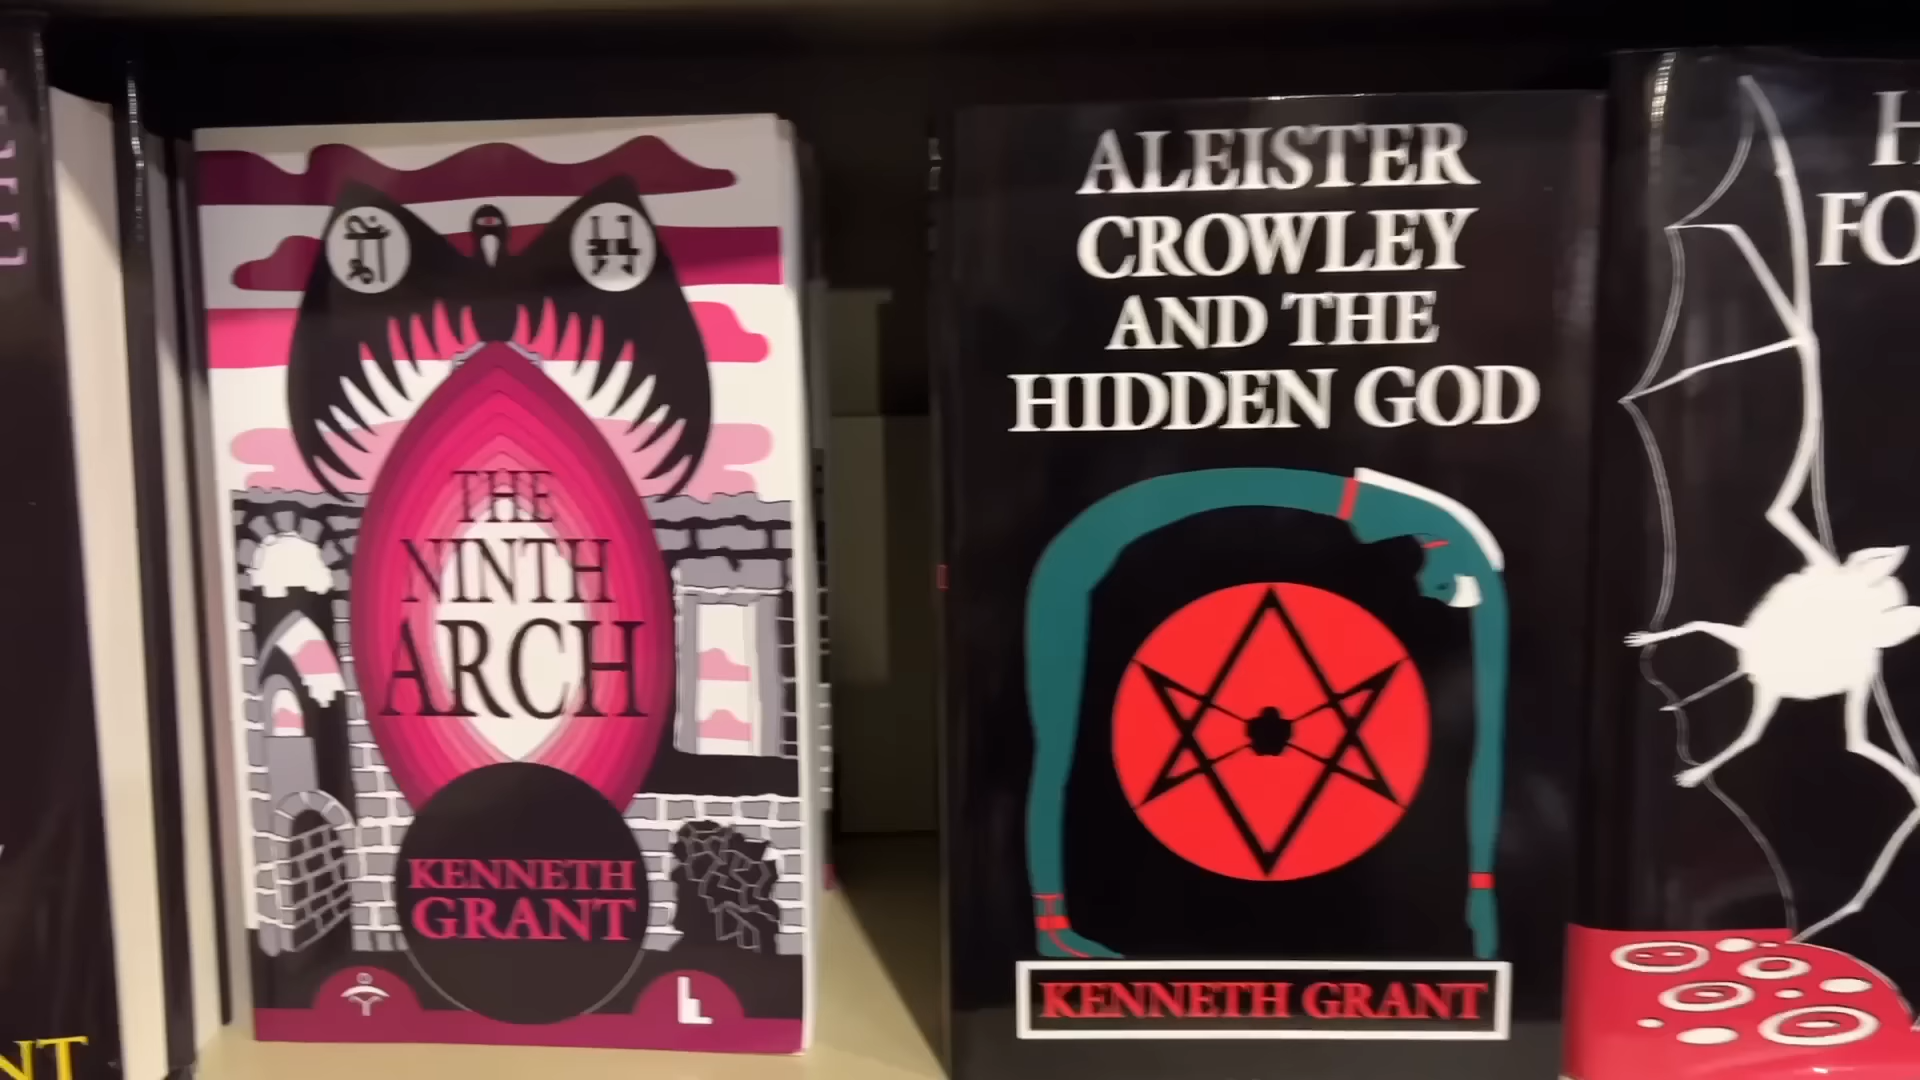 THE
NINTH
ARCH
KENNETH
GRANT
ALEISTER
CROWLEY
AND THE
HIDDEN GOD
KENNETH GRANT